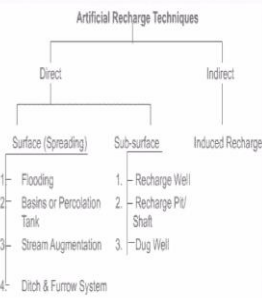 Artificial Recharge Techniques
Direct
Indirect
Surface (Spreading)
Sub-surface
Induced Recharge
1 Flooding
2 Basins or Percolation
Tank
3 Stream Augmentation
4. Ditch & Furrow System
1. Recharge Well
2. Recharge Pit/
Shaft
3. Dug Well